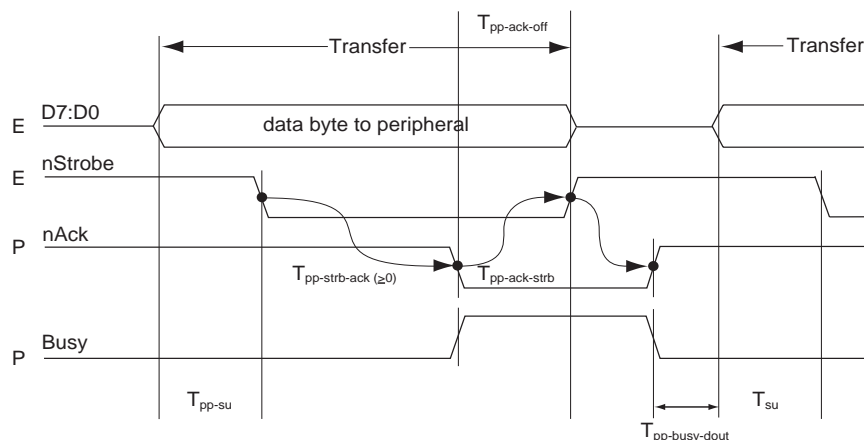 Tpp-ack-off
Transfer
Transfer
E
D7:D0
data byte to peripheral
E
nStrobe
P
nAck
Tpp-strb-ack (≥0)
Tpp-ack-strb
P
Busy
Tpp-su
Tsu
Tpp-busy-dout